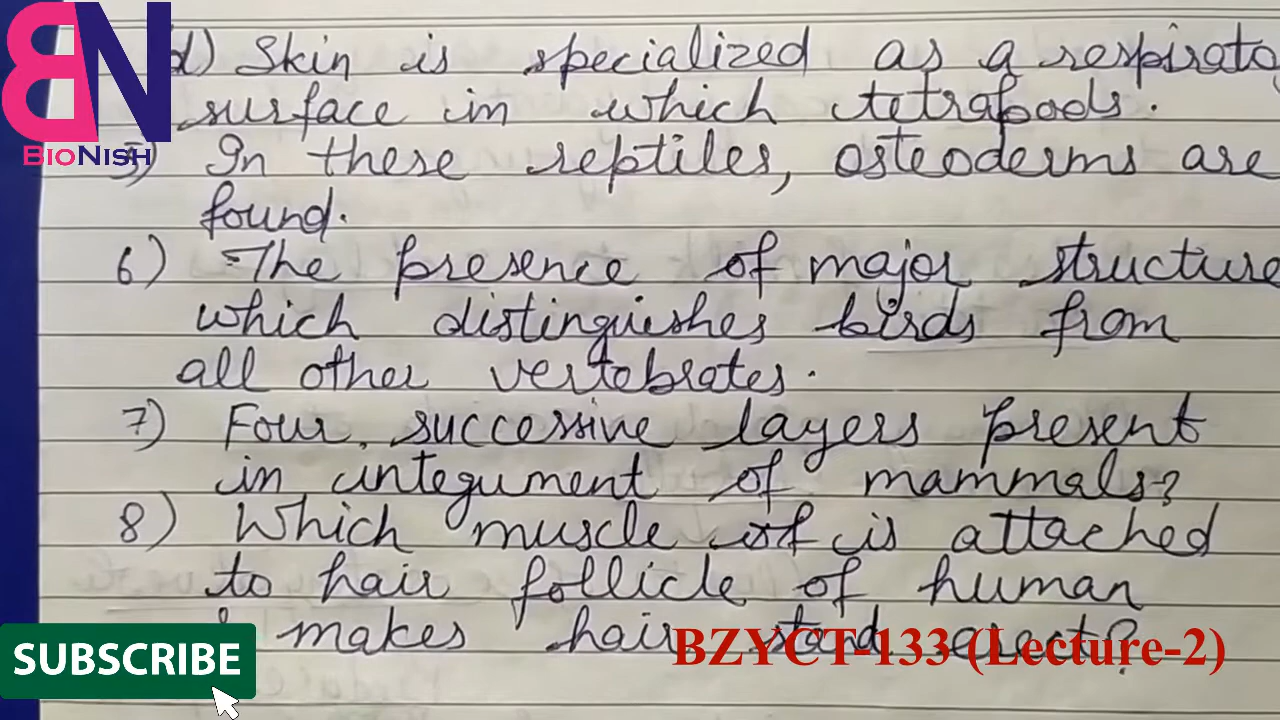 BN
BIONISH
d) Skin is specialized as a respirato
surface in which tetrapods.
5) In these reptiles, osteoderms are
found.
6) The presence of major structure
which distinguishes birds from
all other vertebrates.
7) Four successive layers present
in integument of mammals?
8) Which muscle of is attached
to hair follicle of human
& makes hair stand erect?
SUBSCRIBE
BZYCT-133 (Lecture-2)